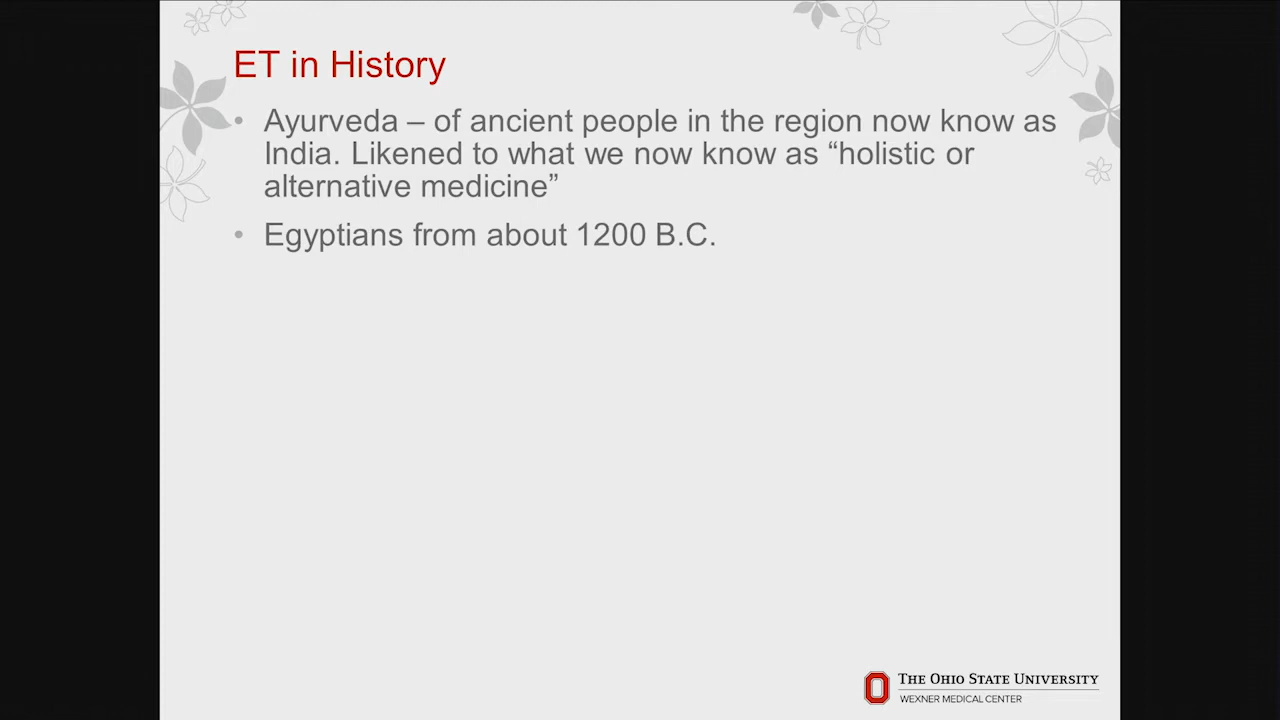 ET in History
• Ayurveda – of ancient people in the region now know as
India. Likened to what we now know as “holistic or
alternative medicine”
• Egyptians from about 1200 B.C.
THE OHIO STATE UNIVERSITY
WEXNER MEDICAL CENTER